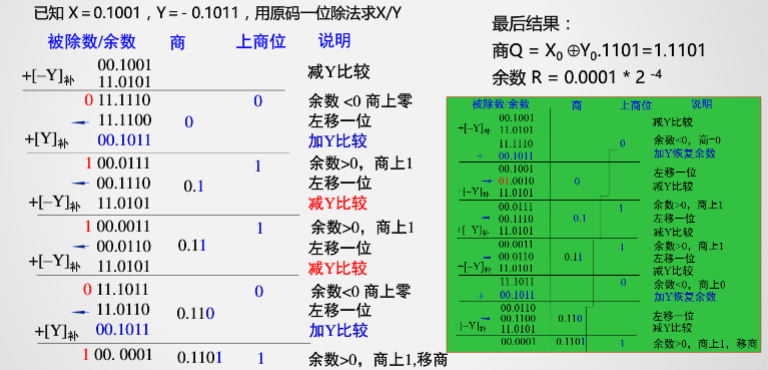 已知 X = 0.1001，Y = - 0.1011，用原码一位除法求X/Y
被除数/余数 商 上商位 说明
00.1001 减Y比较
+[–Y]补 11.0101
0 11.1110 0 余数 <0 商上零
11.1100 0 左移一位
+[Y]补 00.1011 加Y比较
1 00.0111 1 余数>0，商上1
00.1110 0.1 左移一位
+[–Y]补 11.0101 减Y比较
1 00.0011 1 余数>0，商上1
00.0110 0.11 左移一位
+[–Y]补 11.0101 减Y比较
0 11.1011 0 余数<0 商上零
11.0110 0.110 左移一位
+[Y]补 00.1011 加Y比较
1 00. 0001 0.1101 1 余数>0，商上1,移商
最后结果：
商Q = X0 ⊕Y0.1101=1.1101
余数 R = 0.0001 * 2 -4
被除数/余数 商 上商位 说明
00.1001 减Y比较
+[–Y]补 11.0101
11.1110 0 余数<0，商=0
+ 00.1011 加Y恢复余数
00.1001 左移一位
01.0010 0 减Y比较
[–Y]补 11.0101
00.0111 1 余数>0，商上1
00.1110 0.1 左移一位
+[ Y]补 11.0101 减Y比较
00.0011 1 余数>0，商上1
00.0110 0.11 左移一位
+[–Y]补 11.0101 减Y比较
11.1011 0 余数<0，商上0
+ 00.1011 加Y恢复余数
00.0110 左移一位
00.1100 0.110 减Y比较
[–Y]补 11.0101
00.0001 0.1101 1 余数>0，商上1，移商